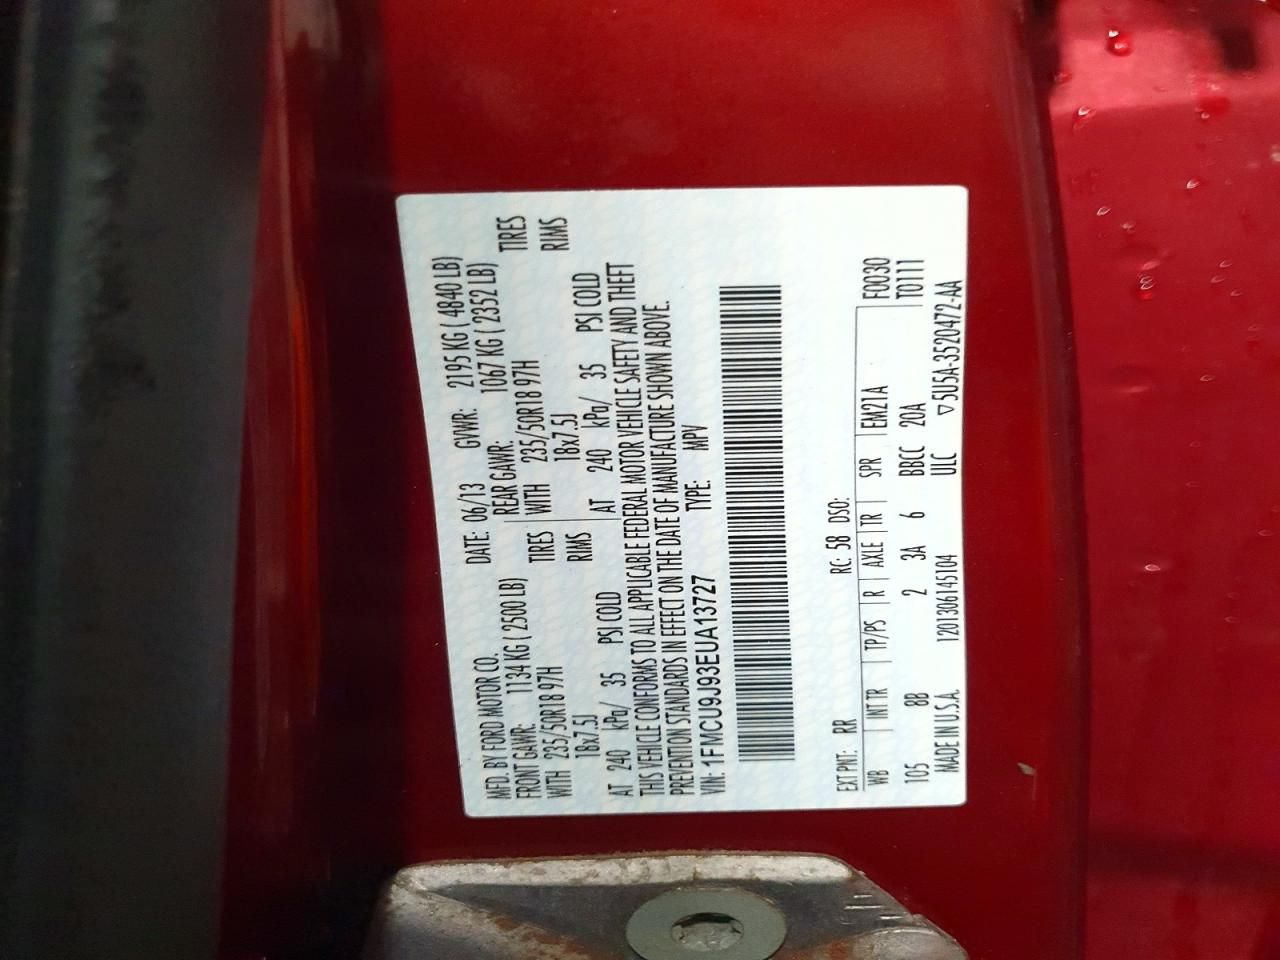 MFD. BY FORD MOTOR CO. DATE: 06/13 GVWR: 2195 KG ( 4840 LB)
FRONT GAWR: 1134 KG ( 2500 LB) REAR GAWR: 1067 KG ( 2352 LB)
WITH 235/50R18 97H TIRES WITH 235/50R18 97H TIRES
18x7.5J RIMS 18x7.5J RIMS
AT 240 kPa/ 35 PSI COLD AT 240 kPa/ 35 PSI COLD
THIS VEHICLE CONFORMS TO ALL APPLICABLE FEDERAL MOTOR VEHICLE SAFETY AND THEFT
PREVENTION STANDARDS IN EFFECT ON THE DATE OF MANUFACTURE SHOWN ABOVE.
VIN: 1FMCU9J93EUA13727 TYPE: MPV
EXT PNT: RR RC: 58 DSO: F0030
WB INT TR TP/PS R AXLE TR SPR EM21A T0111
105 8B 2 3A 6 BBCC 20A
MADE IN U.S.A. 1201306145104 ULC ▽5U5A-3520472-AA